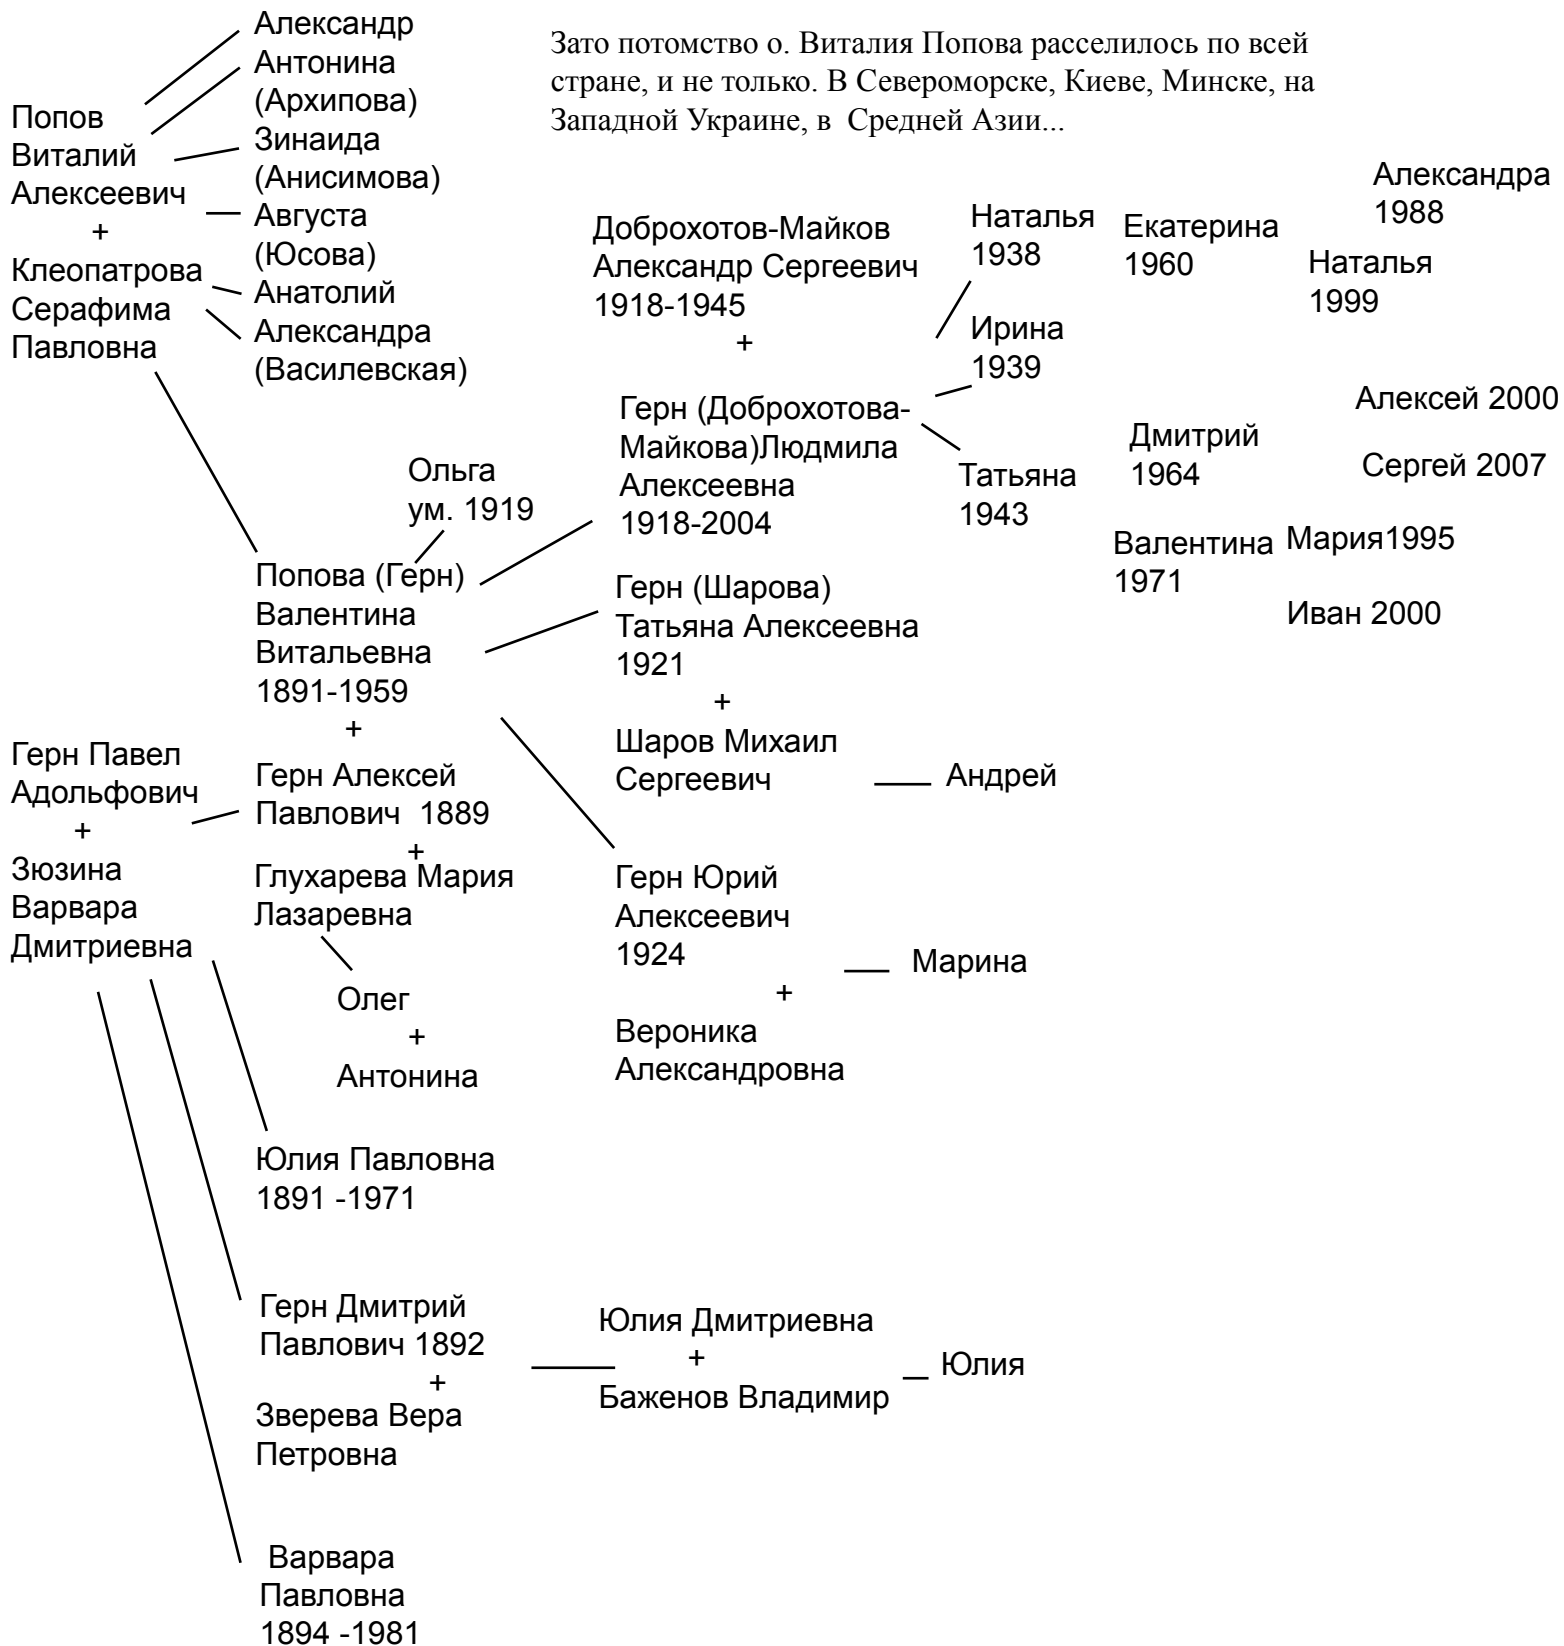 Александр
Антонина
(Архипова)
Зинаида
(Анисимова)
Августа
(Юсова)
Анатолий
Александра
(Василевская)
Зато потомство о. Виталия Попова расселилось по всей
стране, и не только. В Североморске, Киеве, Минске, на
Западной Украине, в Средней Азии...
Попов
Виталий
Алексеевич
+
Клеопатрова
Серафима
Павловна
Доброхотов-Майков
Александр Сергеевич
1918-1945
+
Герн (Доброхотова-
Майкова)Людмила
Алексеевна
1918-2004
Наталья
1938
Ирина
1939
Татьяна
1943
Екатерина
1960
Дмитрий
1964
Валентина
1971
Александра
1988
Наталья
1999
Алексей 2000
Сергей 2007
Мария1995
Иван 2000
Ольга
ум. 1919
Попова (Герн)
Валентина
Витальевна
1891-1959
+
Герн Алексей
Павлович 1889
+
Глухарева Мария
Лазаревна
Олег
+
Антонина
Герн (Шарова)
Татьяна Алексеевна
1921
+
Шаров Михаил
Сергеевич
Андрей
Герн Юрий
Алексеевич
1924
+
Вероника
Александровна
Марина
Герн Павел
Адольфович
+
Зюзина
Варвара
Дмитриевна
Юлия Павловна
1891 -1971
Герн Дмитрий
Павлович 1892
+
Зверева Вера
Петровна
Юлия Дмитриевна
+
Баженов Владимир
Юлия
Варвара
Павловна
1894 -1981